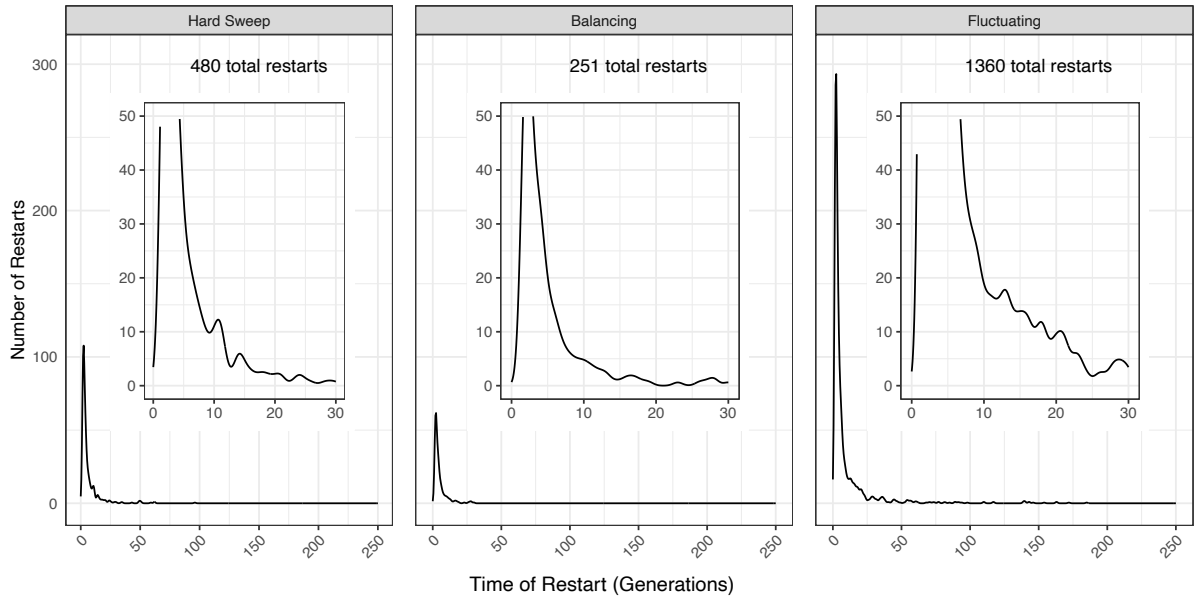 Hard Sweep
Balancing
Fluctuating
Number of Restarts
300
200
100
0
480 total restarts
50
40
30
20
10
0
0 10 20 30
0 50 100 150 200 250
251 total restarts
50
40
30
20
10
0
0 10 20 30
0 50 100 150 200 250
1360 total restarts
50
40
30
20
10
0
0 10 20 30
0 50 100 150 200 250
Time of Restart (Generations)